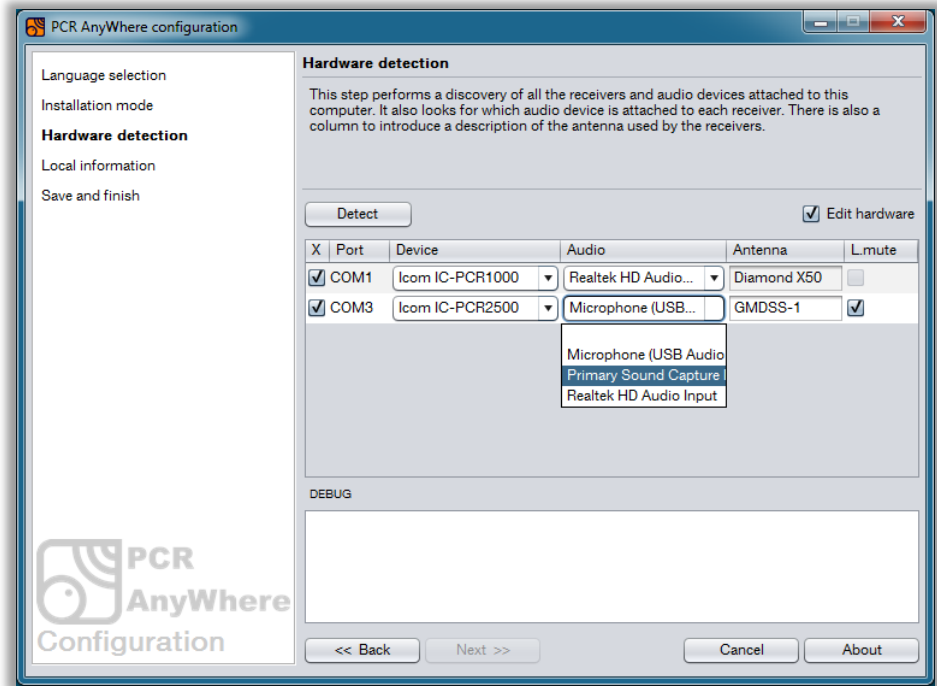 PCR AnyWhere configuration
Language selection
Installation mode
Hardware detection
Local information
Save and finish
Hardware detection
This step performs a discovery of all the receivers and audio devices attached to this
computer. It also looks for which audio device is attached to each receiver. There is also a
column to introduce a description of the antenna used by the receivers.
Detect
Edit hardware
X Port Device Audio Antenna L.mute
COM1 Icom IC-PCR1000 Realtek HD Audio... Diamond X50
COM3 Icom IC-PCR2500 Microphone (USB... GMDSS-1
Microphone (USB Audio
Primary Sound Capture
Realtek HD Audio Input
DEBUG
PCR
AnyWhere
Configuration
<< Back Next >> Cancel About